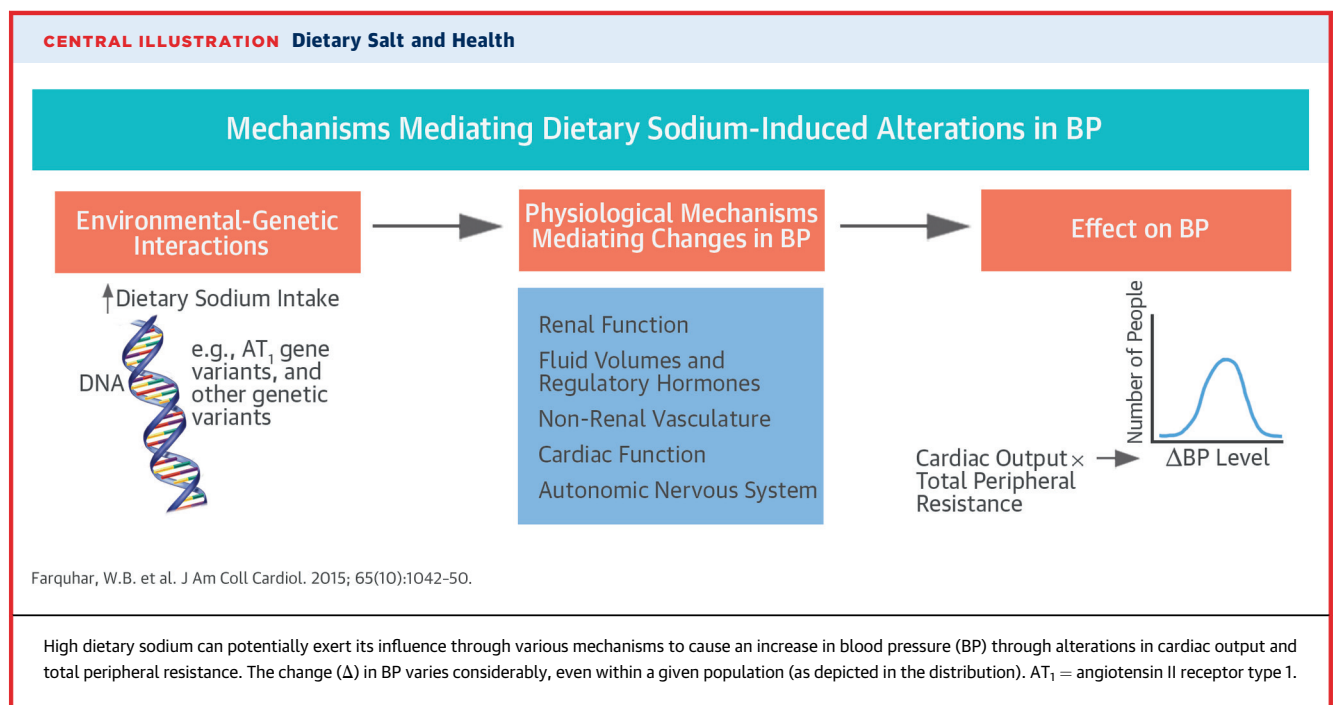 CENTRAL ILLUSTRATION Dietary Salt and Health
Mechanisms Mediating Dietary Sodium-Induced Alterations in BP
Environmental-Genetic
Interactions
Physiological Mechanisms
Mediating Changes in BP
Effect on BP
↑Dietary Sodium Intake
DNA
e.g., AT₁ gene
variants, and
other genetic
variants
Renal Function
Fluid Volumes and
Regulatory Hormones
Non-Renal Vasculature
Cardiac Function
Autonomic Nervous System
Cardiac Output ×
Total Peripheral
Resistance
Number of People
ΔBP Level
Farquhar, W.B. et al. J Am Coll Cardiol. 2015; 65(10):1042–50.
High dietary sodium can potentially exert its influence through various mechanisms to cause an increase in blood pressure (BP) through alterations in cardiac output and
total peripheral resistance. The change (Δ) in BP varies considerably, even within a given population (as depicted in the distribution). AT₁ = angiotensin II receptor type 1.